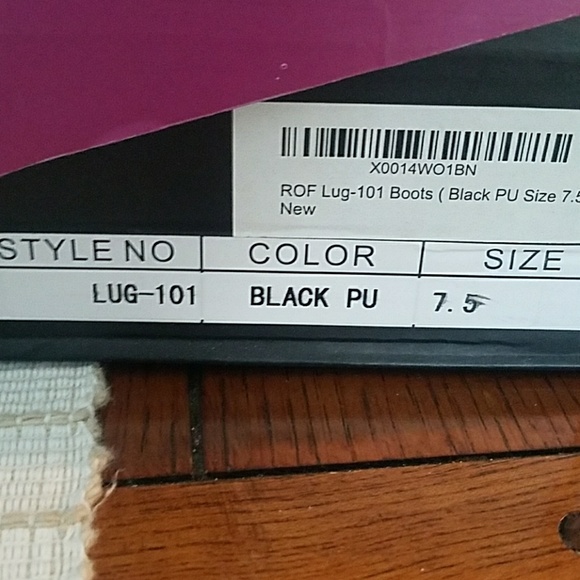 X0014WO1BN
ROF Lug-101 Boots ( Black PU Size 7.5
New
STYLE NO COLOR SIZE
LUG-101 BLACK PU 7.5